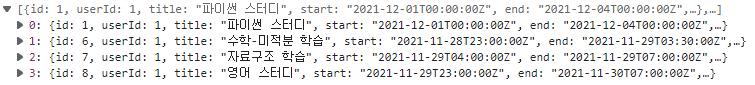 [{id: 1, userId: 1, title: "파이썬 스터디", start: "2021-12-01T00:00:00Z", end: "2021-12-04T00:00:00Z",…},…]
0: {id: 1, userId: 1, title: "파이썬 스터디", start: "2021-12-01T00:00:00Z", end: "2021-12-04T00:00:00Z",…}
1: {id: 6, userId: 1, title: "수학-미적분 학습", start: "2021-11-28T23:00:00Z", end: "2021-11-29T03:30:00Z",…}
2: {id: 7, userId: 1, title: "자료구조 학습", start: "2021-11-29T04:00:00Z", end: "2021-11-29T07:00:00Z",…}
3: {id: 8, userId: 1, title: "영어 스터디", start: "2021-11-29T23:00:00Z", end: "2021-11-30T07:00:00Z",…}